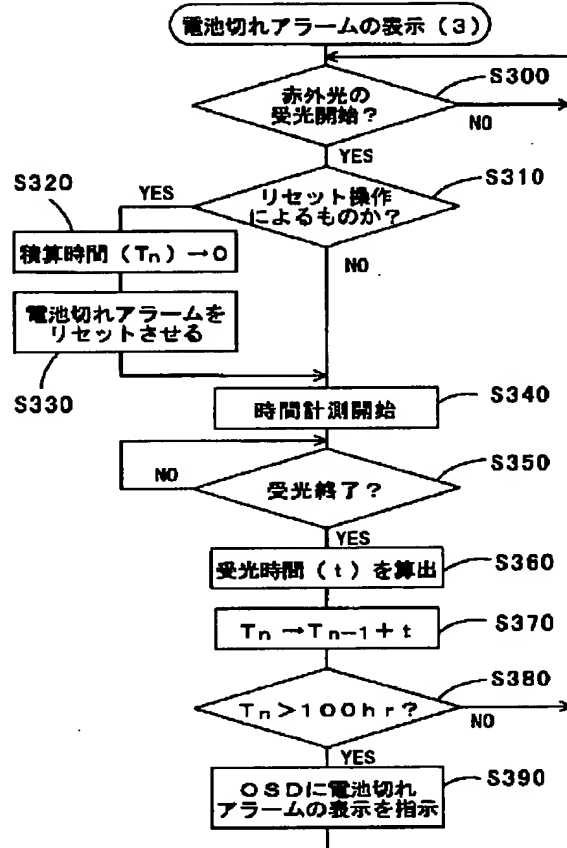 電池切れアラームの表示(3)
S300
赤外光の
受光開始?
NO
YES
S310
S320
YES
リセット操作
によるものか?
積算時間(Tn)→0
NO
電池切れアラームを
リセットさせる
S330
S340
時間計測開始
S350
NO
受光終了?
YES
受光時間(t)を算出
S360
Tn→Tn-1+t
S370
S380
Tn>100hr?
NO
YES
S390
OSDに電池切れ
アラームの表示を指示